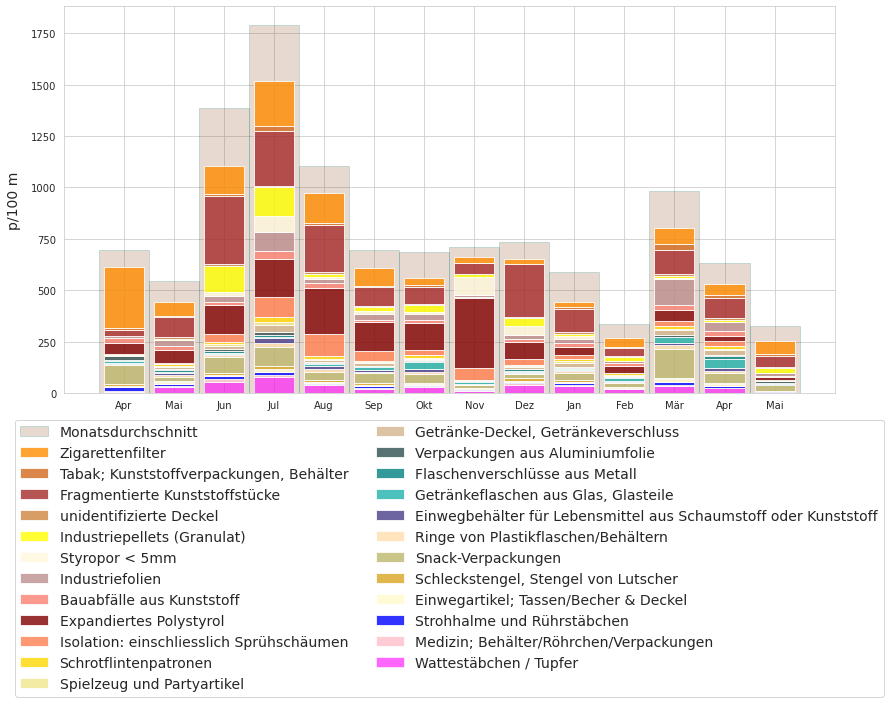 p/100 m
1750
1500
1250
1000
750
500
250
0
Apr Mai Jun Jul Aug Sep Okt Nov Dez Jan Feb Mär Apr Mai
Monatsdurchschnitt
Zigarettenfilter
Tabak; Kunststoffverpackungen, Behälter
Fragmentierte Kunststoffstücke
unidentifizierte Deckel
Industriepellets (Granulat)
Styropor < 5mm
Industriefolien
Bauabfälle aus Kunststoff
Expandiertes Polystyrol
Isolation: einschliesslich Sprühschäumen
Schrotflintenpatronen
Spielzeug und Partyartikel
Getränke-Deckel, Getränkeverschluss
Verpackungen aus Aluminiumfolie
Flaschenverschlüsse aus Metall
Getränkeflaschen aus Glas, Glasteile
Einwegbehälter für Lebensmittel aus Schaumstoff oder Kunststoff
Ringe von Plastikflaschen/Behältern
Snack-Verpackungen
Schleckstengel, Stengel von Lutscher
Einwegartikel; Tassen/Becher & Deckel
Strohhalme und Rührstäbchen
Medizin; Behälter/Röhrchen/Verpackungen
Wattestäbchen / Tupfer